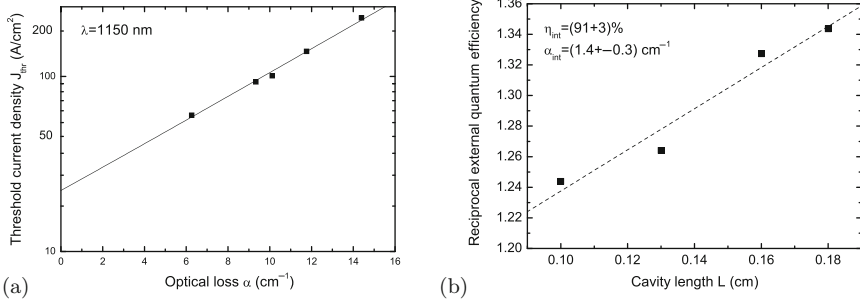 λ=1150 nm
Threshold current density J_thr (A/cm²)
200
100
50
10
0 2 4 6 8 10 12 14 16
Optical loss α (cm⁻¹)
(a)
η_int=(91+3)%
α_int=(1.4+−0.3) cm⁻¹
Reciprocal external quantum efficiency
1.36
1.34
1.32
1.30
1.28
1.26
1.24
1.22
1.20
0.10 0.12 0.14 0.16 0.18
Cavity length L (cm)
(b)